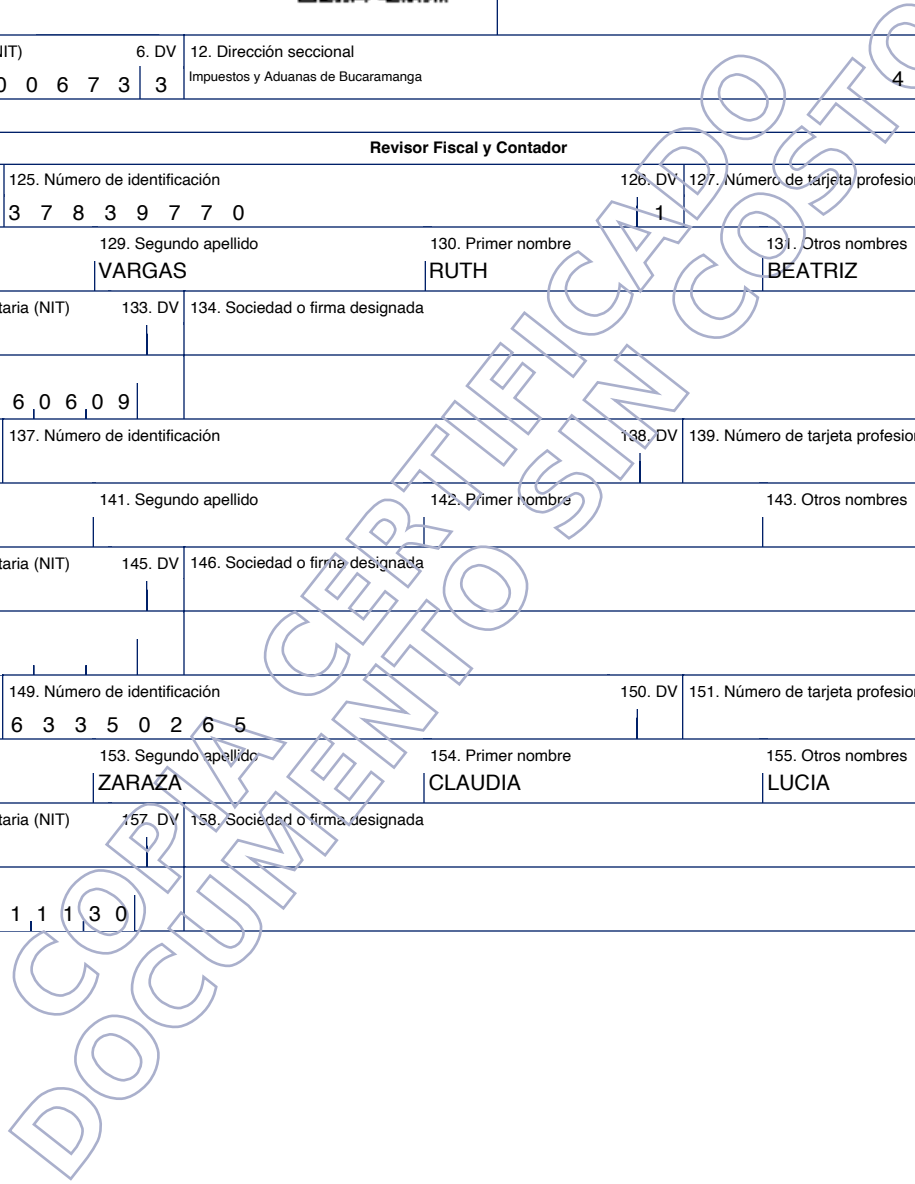 NIT) 6. DV 12. Dirección seccional
0 0 6 7 3 3 Impuestos y Aduanas de Bucaramanga 4
Revisor Fiscal y Contador
125. Número de identificación 126. DV 127. Número de tarjeta profesion
3 7 8 3 9 7 7 0 1
129. Segundo apellido 130. Primer nombre 131. Otros nombres
VARGAS RUTH BEATRIZ
taria (NIT) 133. DV 134. Sociedad o firma designada
6 0 6 0 9
137. Número de identificación 138. DV 139. Número de tarjeta profesion
141. Segundo apellido 142. Primer nombre 143. Otros nombres
taria (NIT) 145. DV 146. Sociedad o firma designada
149. Número de identificación 150. DV 151. Número de tarjeta profesion
6 3 3 5 0 2 6 5
153. Segundo apellido 154. Primer nombre 155. Otros nombres
ZARAZA CLAUDIA LUCIA
taria (NIT) 157. DV 158. Sociedad o firma designada
1 1 1 3 0
COPIA CERTIFICADO
DOCUMENTO SIN COSTO